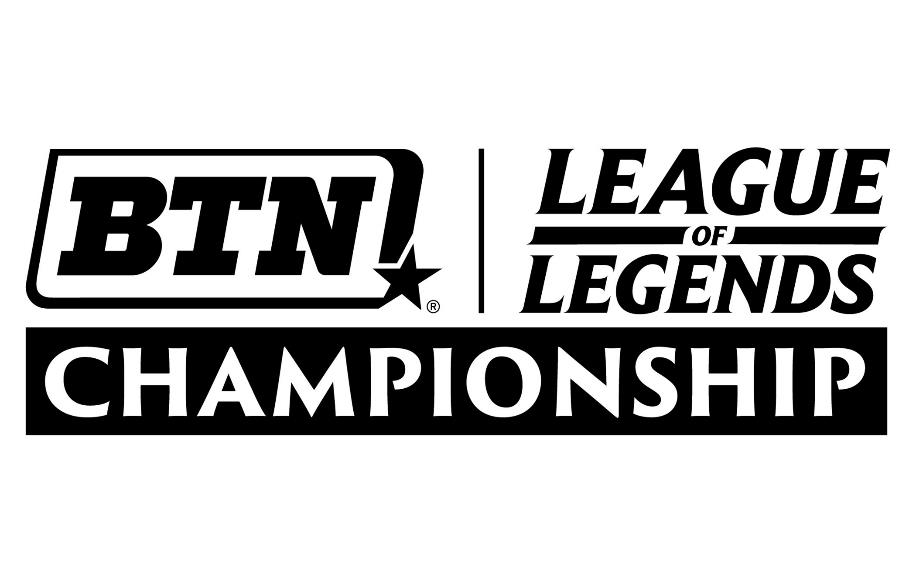 BTN
®
LEAGUE
OF
LEGENDS
CHAMPIONSHIP